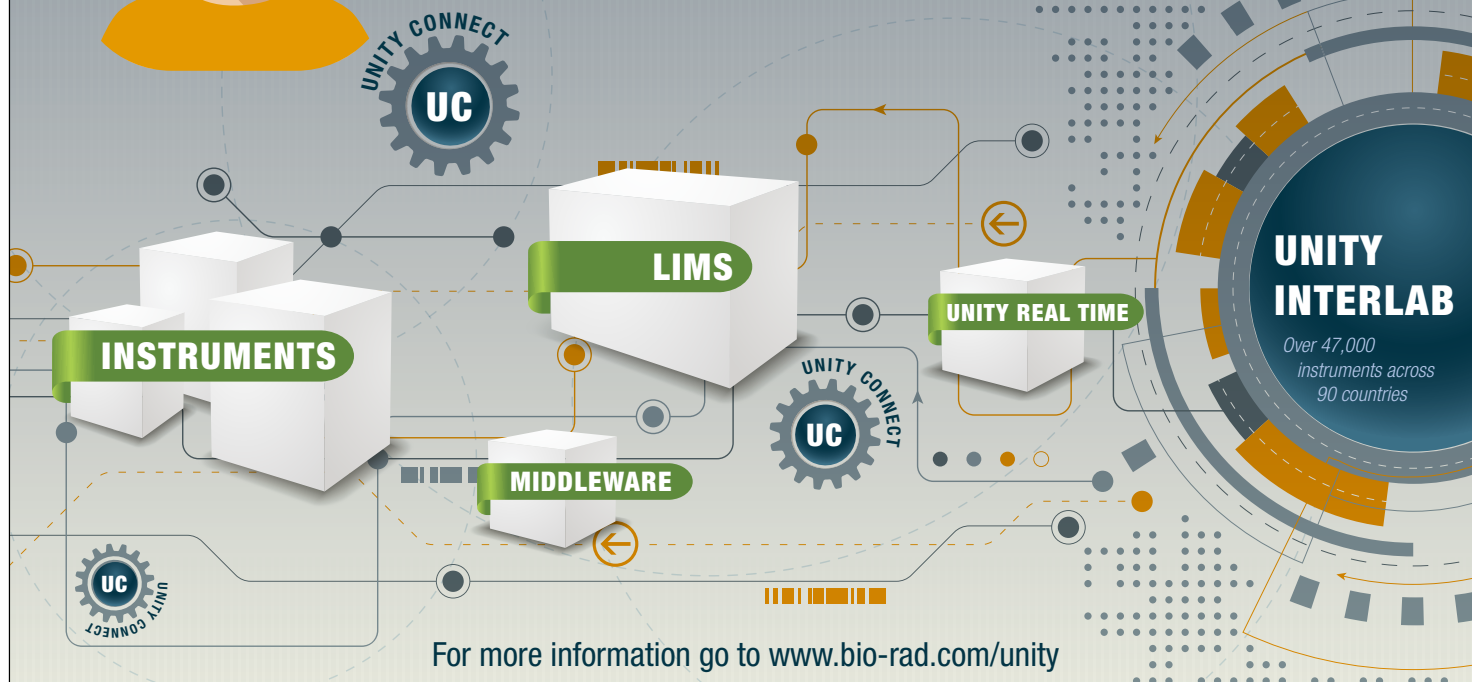 UNITY CONNECT
UC
LIMS
UNITY
INTERLAB
Over 47,000
instruments across
90 countries
UNITY REAL TIME
INSTRUMENTS
UNITY CONNECT
UC
MIDDLEWARE
UC
UNITY CONNECT
For more information go to www.bio-rad.com/unity